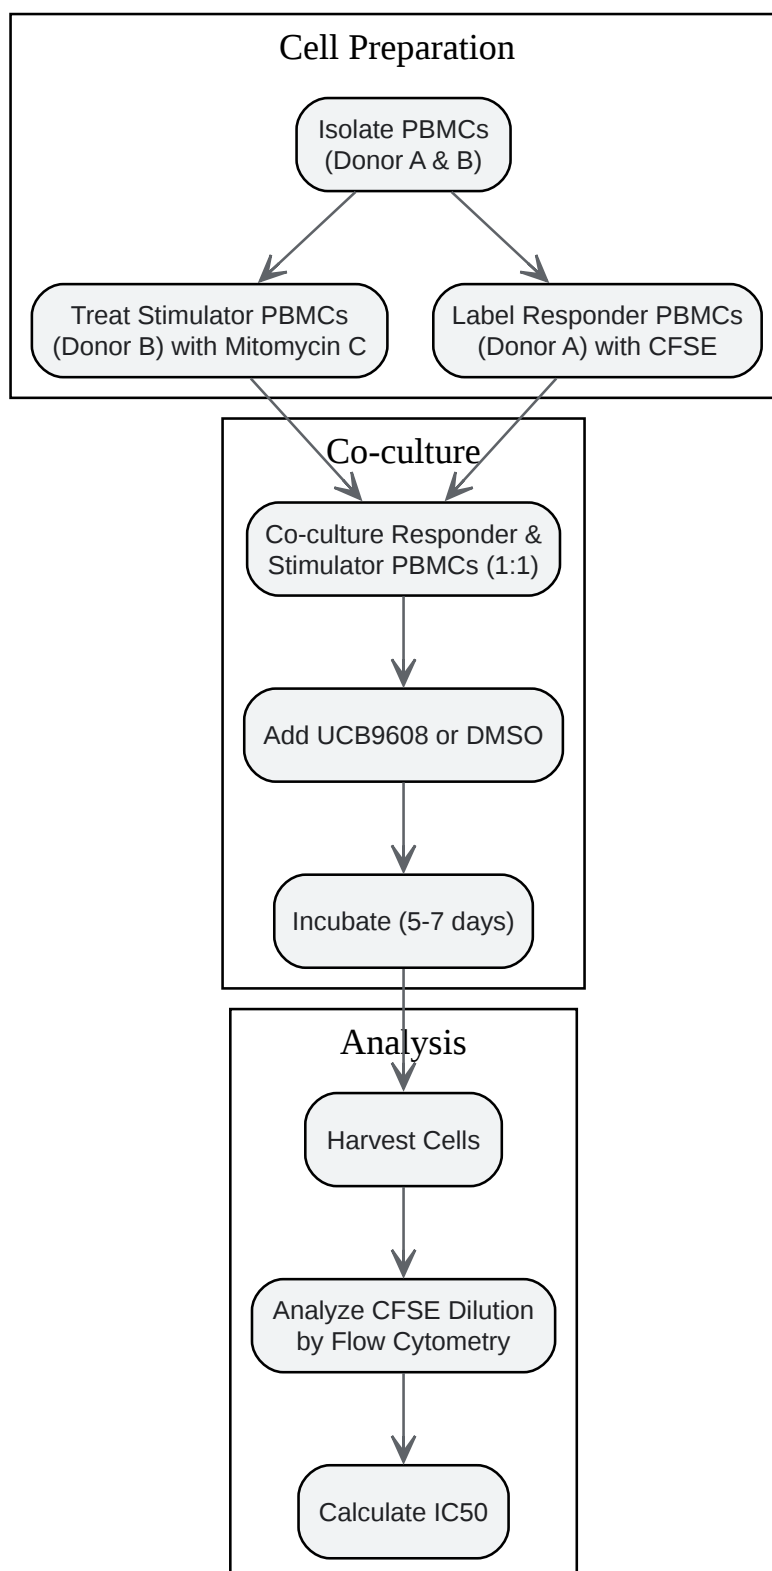 Cell Preparation
Isolate PBMCs
(Donor A & B)
Treat Stimulator PBMCs
(Donor B) with Mitomycin C
Label Responder PBMCs
(Donor A) with CFSE
Co-culture
Co-culture Responder &
Stimulator PBMCs (1:1)
Add UCB9608 or DMSO
Incubate (5-7 days)
Analysis
Harvest Cells
Analyze CFSE Dilution
by Flow Cytometry
Calculate IC50